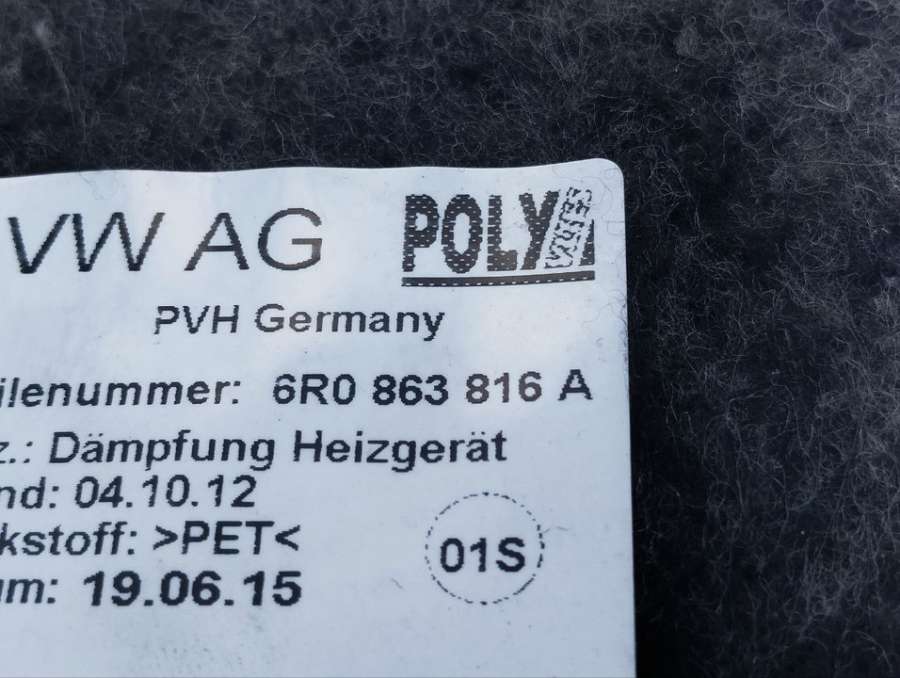 VW AG
POLY
PVH Germany
ilenummer: 6R0 863 816 A
z.: Dämpfung Heizgerät
nd: 04.10.12
kstoff: >PET<
um: 19.06.15
01S